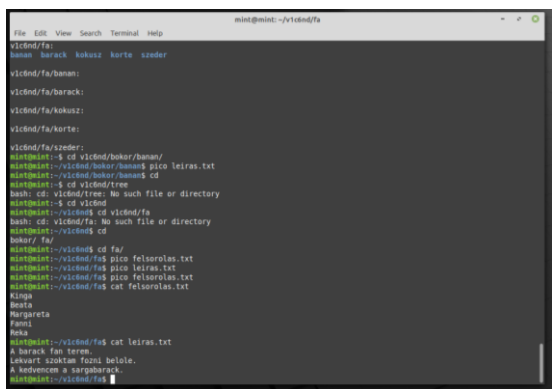 mint@mint: ~/v1c6nd/fa
File Edit View Search Terminal Help
v1c6nd/fa:
banan barack kokusz korte szeder
v1c6nd/fa/banan:
v1c6nd/fa/barack:
v1c6nd/fa/kokusz:
v1c6nd/fa/korte:
v1c6nd/fa/szeder:
mint@mint:~$ cd v1c6nd/bokor/banan/
mint@mint:~/v1c6nd/bokor/banan$ pico leiras.txt
mint@mint:~/v1c6nd/bokor/banan$ cd
mint@mint:~$ cd v1c6nd/tree
bash: cd: v1c6nd/tree: No such file or directory
mint@mint:~$ cd v1c6nd
mint@mint:~/v1c6nd$ cd v1c6nd/fa
bash: cd: v1c6nd/fa: No such file or directory
mint@mint:~/v1c6nd$ cd
bokor/ fa/
mint@mint:~/v1c6nd$ cd fa/
mint@mint:~/v1c6nd/fa$ pico felsorolas.txt
mint@mint:~/v1c6nd/fa$ pico leiras.txt
mint@mint:~/v1c6nd/fa$ pico felsorolas.txt
mint@mint:~/v1c6nd/fa$ cat felsorolas.txt
Kinga
Beata
Margareta
Fanni
Reka
mint@mint:~/v1c6nd/fa$ cat leiras.txt
A barack fan terem.
Lekvart szoktam fozni belole.
A kedvencem a sargabarack.
mint@mint:~/v1c6nd/fa$